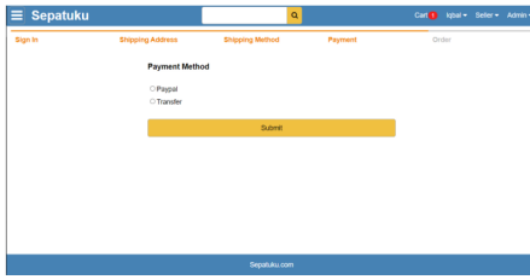 Sepatuku
Cart 1 Iqbal Seller Admin
Sign In Shipping Address Shipping Method Payment Order
Payment Method
Paypal
Transfer
Submit
Sepatuku.com